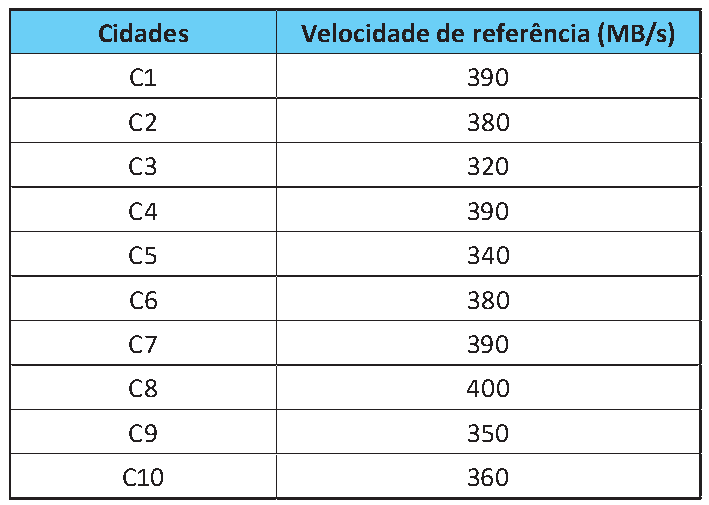 Cidades Velocidade de referência (MB/s)
C1 390
C2 380
C3 320
C4 390
C5 340
C6 380
C7 390
C8 400
C9 350
C10 360